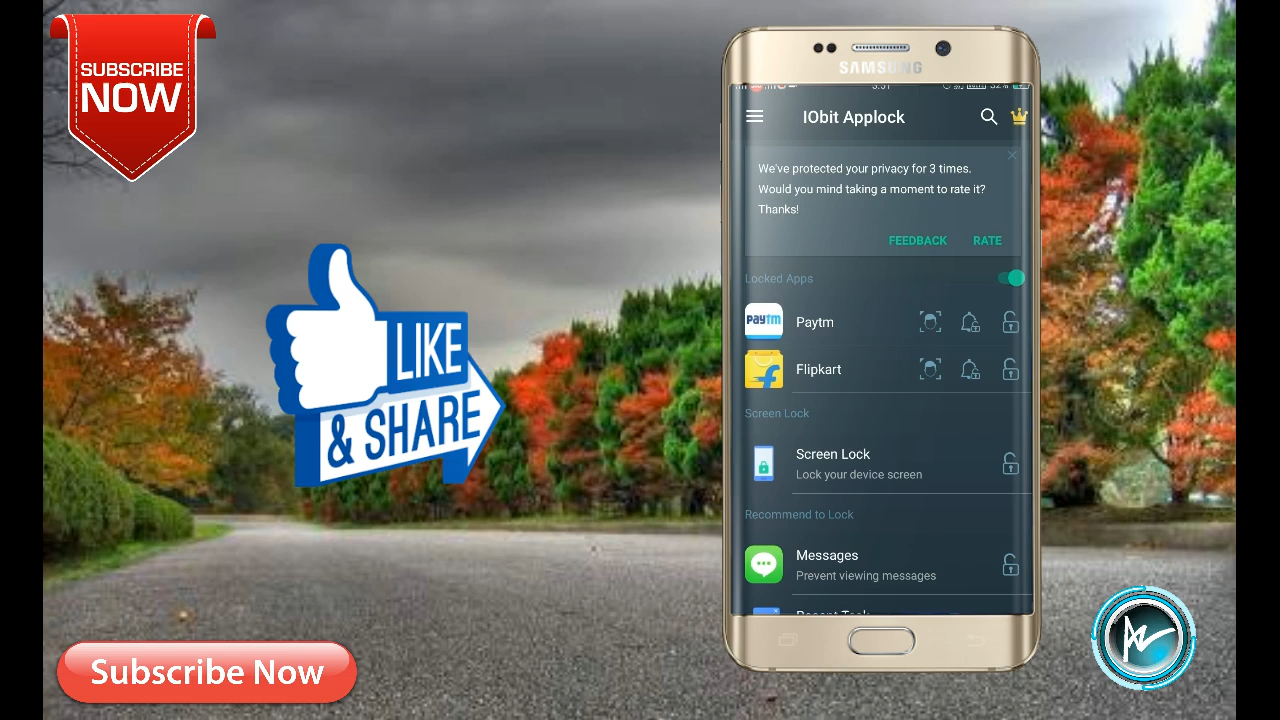 SUBSCRIBE
NOW
LIKE
& SHARE
Subscribe Now
SAMSUNG
3:51
IObit Applock
We've protected your privacy for 3 times.
Would you mind taking a moment to rate it?
Thanks!
FEEDBACK RATE
Locked Apps
paytm
Paytm
Flipkart
Screen Lock
Screen Lock
Lock your device screen
Recommend to Lock
Messages
Prevent viewing messages